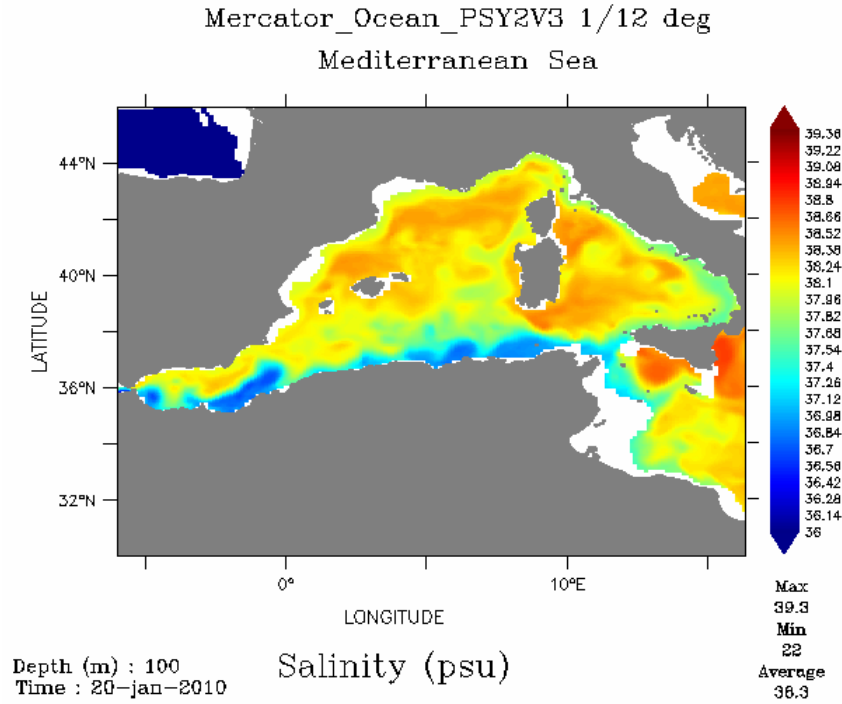 Mercator_Ocean_PSY2V3 1/12 deg
Mediterranean Sea
44°N
40°N
36°N
32°N
LATITUDE
0°
10°E
LONGITUDE
39.36
39.22
39.08
38.94
38.8
38.66
38.52
38.38
38.24
38.1
37.96
37.82
37.68
37.54
37.4
37.26
37.12
36.98
36.84
36.7
36.56
36.42
36.28
36.14
36
Max
39.3
Min
22
Average
38.3
Depth (m) : 100
Time : 20-jan-2010
Salinity (psu)